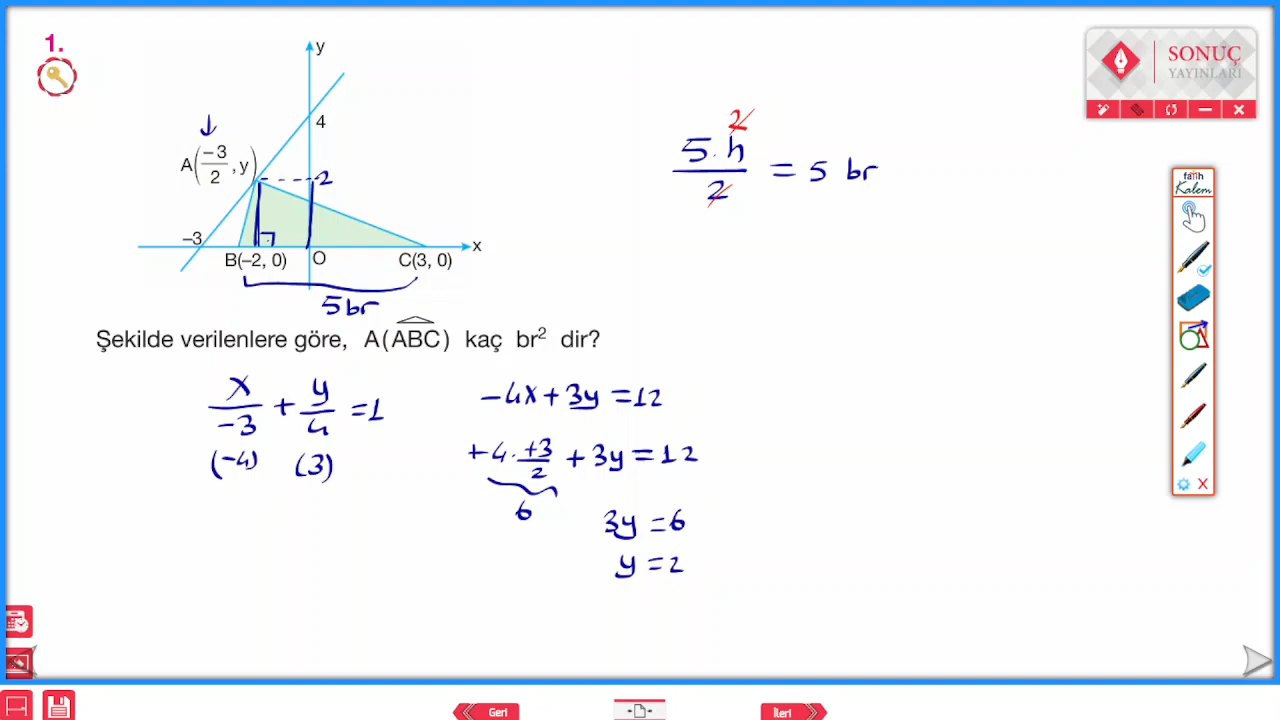 1.
SONUÇ
YAYINLARI
y
4
A(-3/2, y)
2
-3
x
B(-2, 0)
O
C(3, 0)
5br
5.h/2 = 5 br
2
fatih
Kalem
Şekilde verilenlere göre, A(ABC) kaç br² dir?
x/-3 + y/4 = 1
(-4) (3)
-4x + 3y = 12
+4. +3/2 + 3y = 12
6
3y = 6
y = 2
Geri
İleri